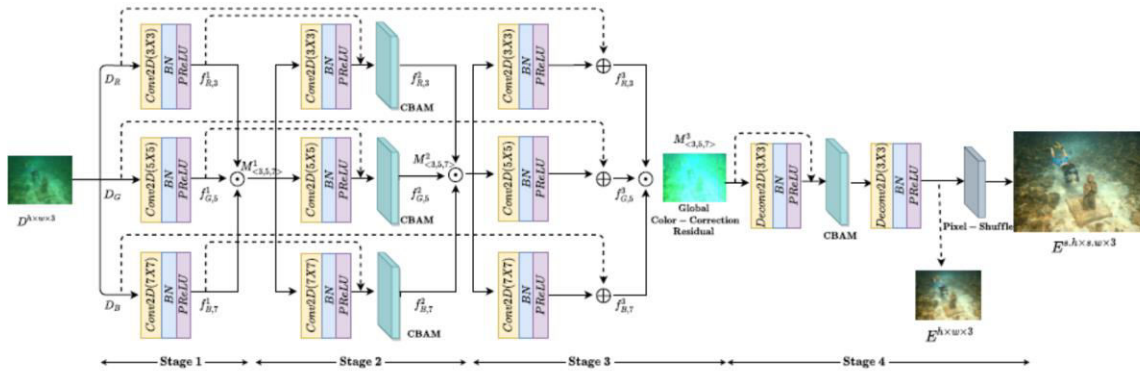 D_R
Conv2D(3X3)
BN
PReLU
f^1_{R,3}
Conv2D(3X3)
BN
PReLU
CBAM
f^2_{R,3}
Conv2D(3X3)
BN
PReLU
f^3_{R,3}
D^{h×w×3}
D_G
Conv2D(5X5)
BN
PReLU
f^1_{G,5}
M^1_{<3,5,7>}
Conv2D(5X5)
BN
PReLU
CBAM
f^2_{G,5}
M^2_{<3,5,7>}
Conv2D(5X5)
BN
PReLU
f^3_{G,5}
M^3_{<3,5,7>}
Global
Color – Correction
Residual
Deconv2D(3X3)
BN
PReLU
CBAM
Deconv2D(3X3)
BN
PReLU
Pixel – Shuffle
E^{s.h×s.w×3}
D_B
Conv2D(7X7)
BN
PReLU
f^1_{B,7}
Conv2D(7X7)
BN
PReLU
CBAM
f^2_{B,7}
Conv2D(7X7)
BN
PReLU
f^3_{B,7}
E^{h×w×3}
Stage 1
Stage 2
Stage 3
Stage 4